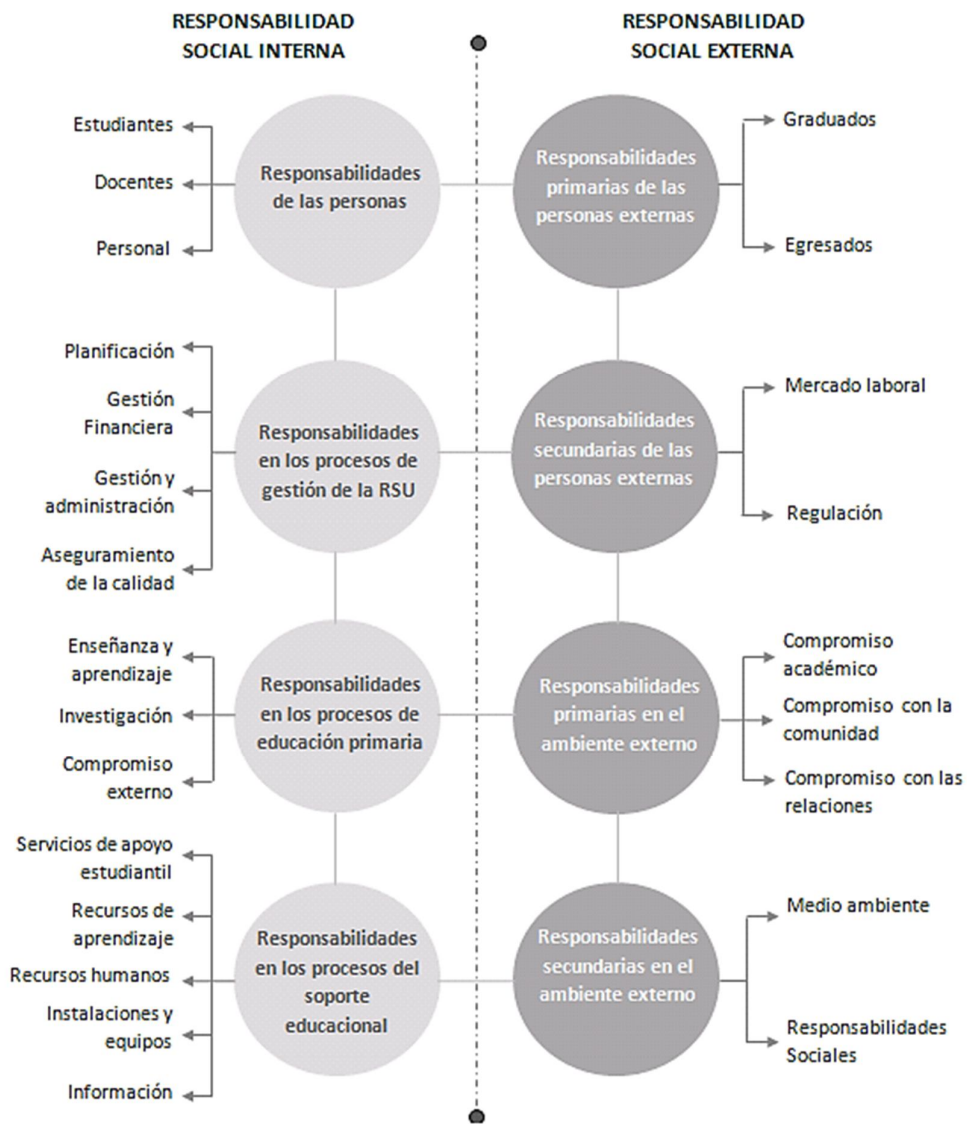 RESPONSABILIDAD
SOCIAL INTERNA
RESPONSABILIDAD
SOCIAL EXTERNA
Estudiantes
Docentes
Personal
Responsabilidades
de las personas
Responsabilidades
primarias de las
personas externas
Graduados
Egresados
Planificación
Gestión
Financiera
Gestión y
administración
Aseguramiento
de la calidad
Responsabilidades
en los procesos de
gestión de la RSU
Responsabilidades
secundarias de las
personas externas
Mercado laboral
Regulación
Enseñanza y
aprendizaje
Investigación
Compromiso
externo
Responsabilidades
en los procesos de
educación primaria
Responsabilidades
primarias en el
ambiente externo
Compromiso
académico
Compromiso con la
comunidad
Compromiso con las
relaciones
Servicios de apoyo
estudiantil
Recursos de
aprendizaje
Recursos humanos
Instalaciones y
equipos
Información
Responsabilidades
en los procesos del
soporte
educacional
Responsabilidades
secundarias en el
ambiente externo
Medio ambiente
Responsabilidades
Sociales